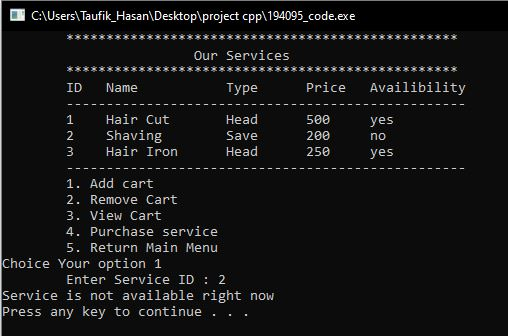 C:\Users\Taufik_Hasan\Desktop\project cpp\194095_code.exe
*************************************************
Our Services
*************************************************
ID Name Type Price Availibility
--------------------------------------------------
1 Hair Cut Head 500 yes
2 Shaving Save 200 no
3 Hair Iron Head 250 yes
--------------------------------------------------
1. Add cart
2. Remove Cart
3. View Cart
4. Purchase service
5. Return Main Menu
Choice Your option 1
Enter Service ID : 2
Service is not available right now
Press any key to continue . . .